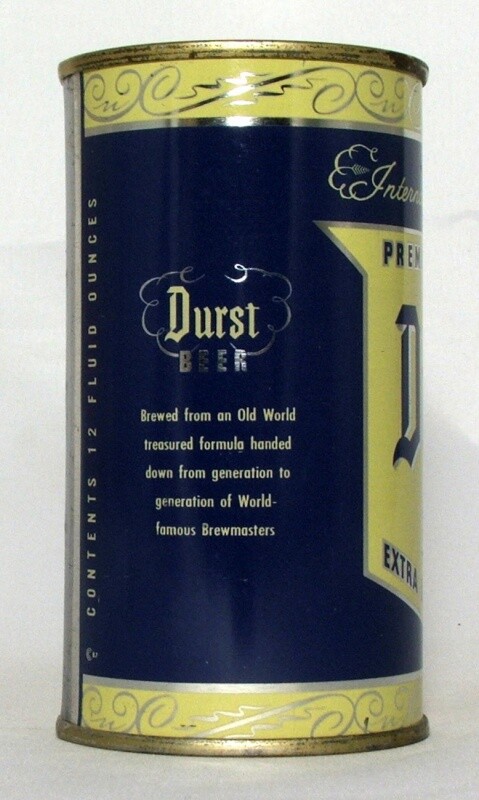 CONTENTS 12 FLUID OUNCES
Durst
BEER
Brewed from an Old World
treasured formula handed
down from generation to
generation of World-
famous Brewmasters
Intern
PREM
D
EXTRA